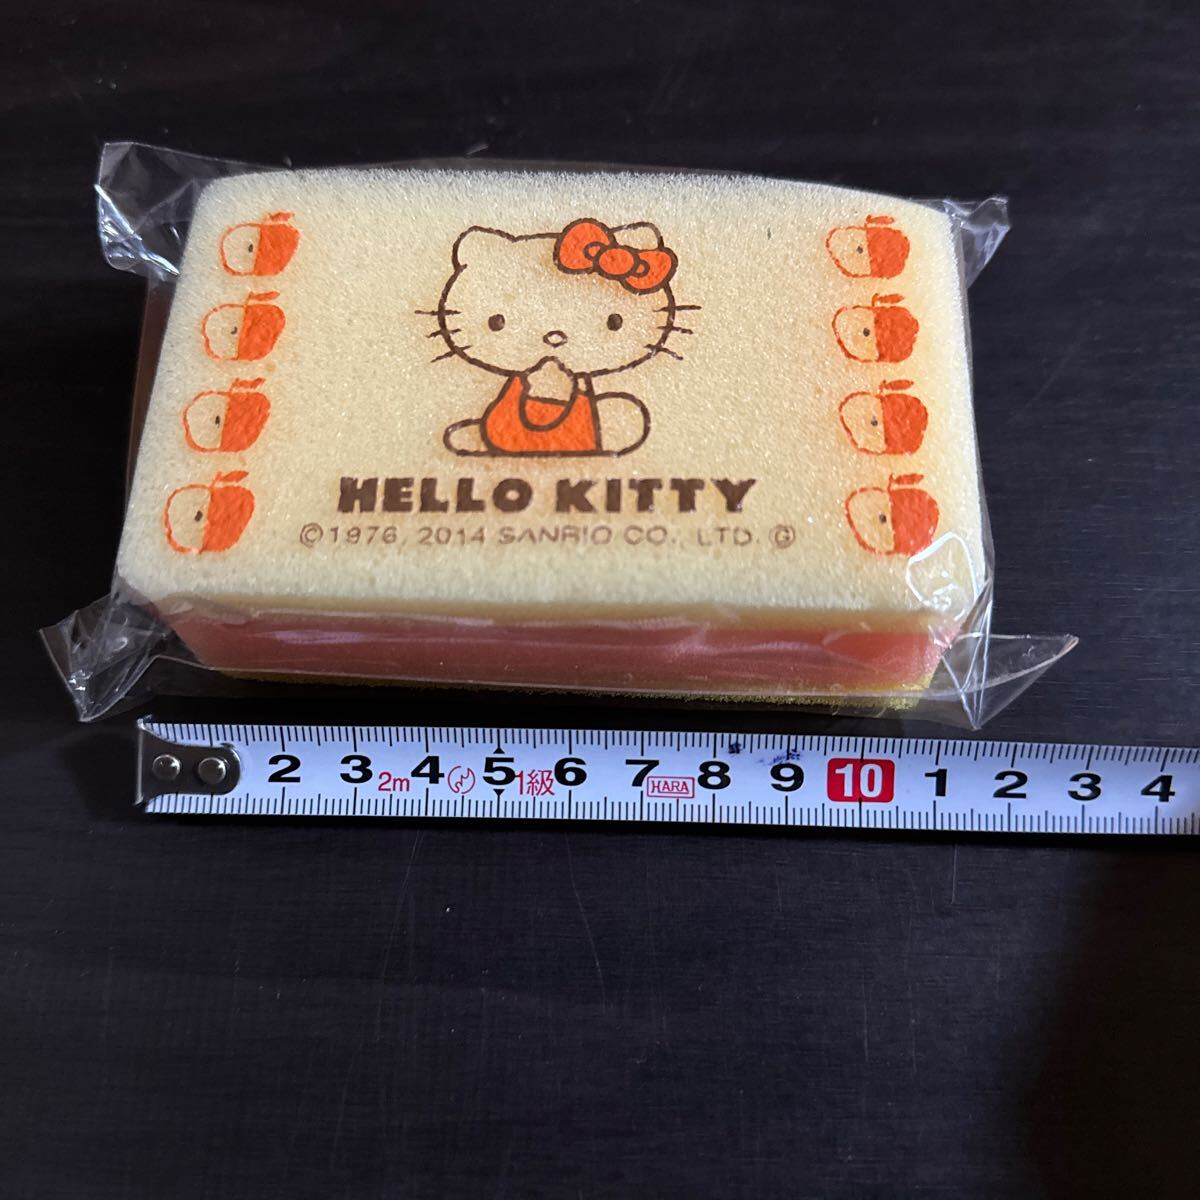 HELLO KITTY
©1976, 2014 SANRIO CO., LTD. Ⓖ
2 3 2m 4 5 1級 6 7 HARA 8 9 10 1 2 3 4